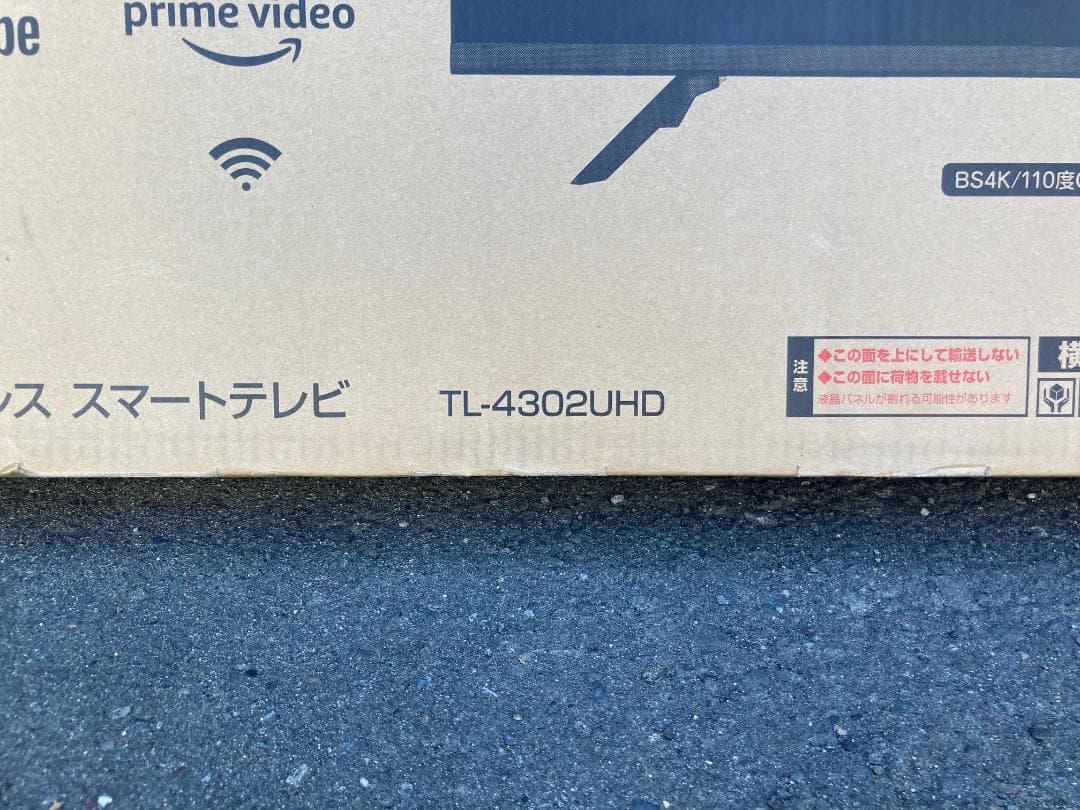 be
prime video
BS4K/110度
ンス スマートテレビ
TL-4302UHD
注意
◆この面を上にして輸送しない
◆この面に荷物を載せない
液晶パネルが割れる可能性があります
横